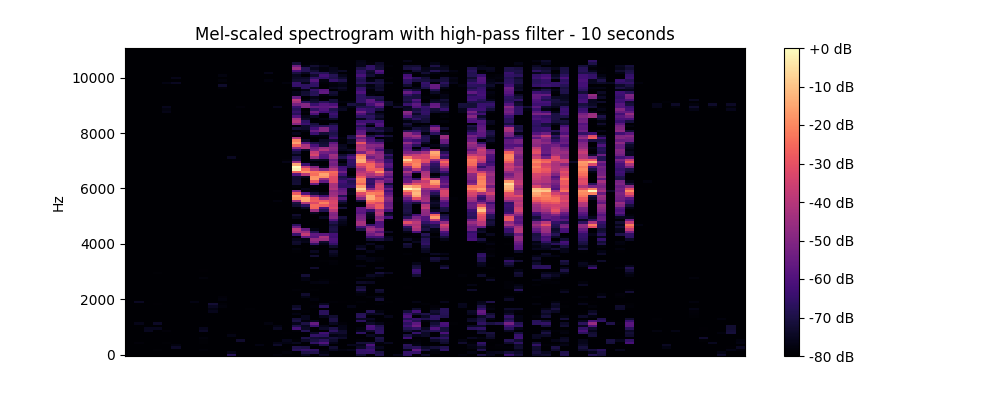 Mel-scaled spectrogram with high-pass filter - 10 seconds
Hz
10000
8000
6000
4000
2000
0
+0 dB
-10 dB
-20 dB
-30 dB
-40 dB
-50 dB
-60 dB
-70 dB
-80 dB